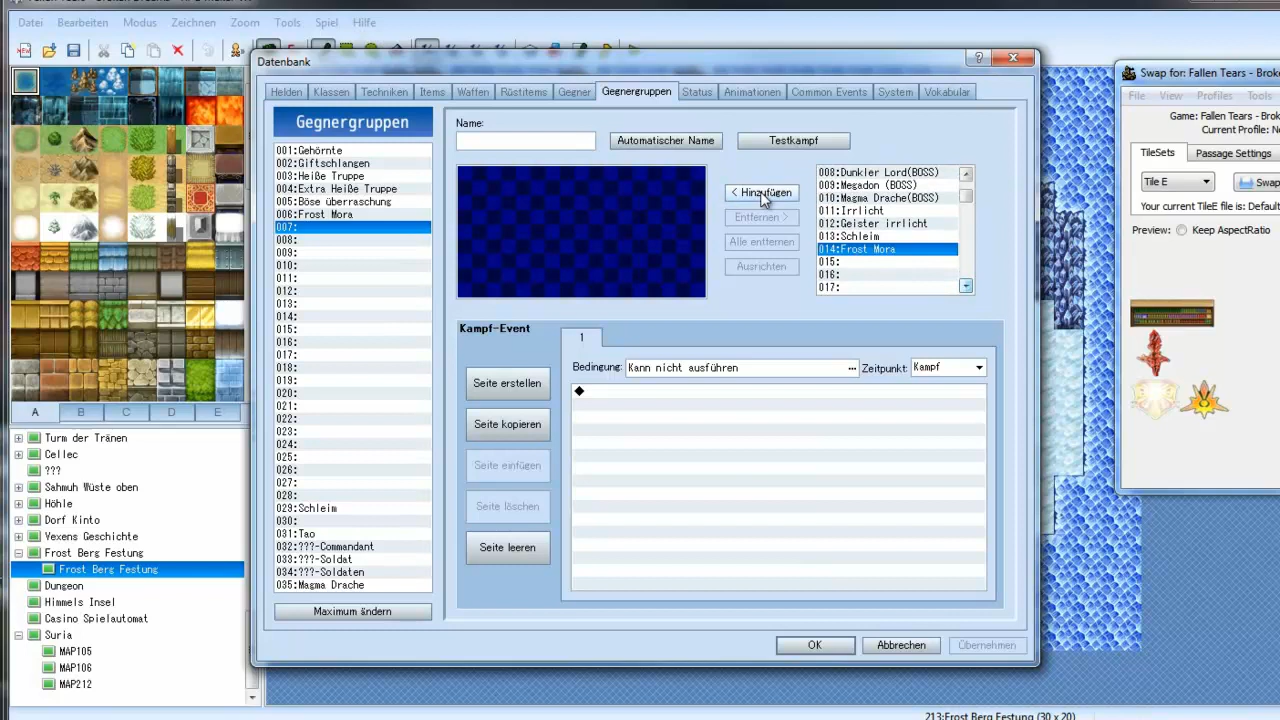 Datei Bearbeiten Modus Zeichnen Zoom Tools Spiel Hilfe
Datenbank
Helden Klassen Techniken Items Waffen Rüstitems Gegner Gegnergruppen Status Animationen Common Events System Vokabular
Gegnergruppen
001:Gehörnte
002:Giftschlangen
003:Heiße Truppe
004:Extra Heiße Truppe
005:Böse überraschung
006:Frost Mora
007:
008:
009:
010:
011:
012:
013:
014:
015:
016:
017:
018:
019:
020:
021:
022:
023:
024:
025:
026:
027:
028:
029:Schleim
030:
031:Tao
032:???-Commandant
033:???-Soldat
034:???-Soldaten
035:Magma Drache
Maximum ändern
Name:
Automatischer Name
Testkampf
< Hinzufügen
Entfernen >
Alle entfernen
Ausrichten
008:Dunkler Lord(BOSS)
009:Megadon (BOSS)
010:Magma Drache(BOSS)
011:Irrlicht
012:Geister irrlicht
013:Schleim
014:Frost Mora
015:
016:
017:
Kampf-Event
1
Bedingung: Kann nicht ausführen ... Zeitpunkt: Kampf
Seite erstellen
Seite kopieren
Seite einfügen
Seite löschen
Seite leeren
OK
Abbrechen
Übernehmen
A B C D E
Turm der Tränen
Cellec
???
Sahmuh Wüste oben
Höhle
Dorf Kinto
Vexens Geschichte
Frost Berg Festung
Frost Berg Festung
Dungeon
Himmels Insel
Casino Spielautomat
Suria
MAP105
MAP106
MAP212
Swap for: Fallen Tears - Broke
File View Profiles Tools
Game: Fallen Tears - Brok
Current Profile: N
TileSets Passage Settings
Tile E Swap
Your current TileE file is: Default
Preview: Keep AspectRatio
213:Frost Berg Festung (30 x 20)